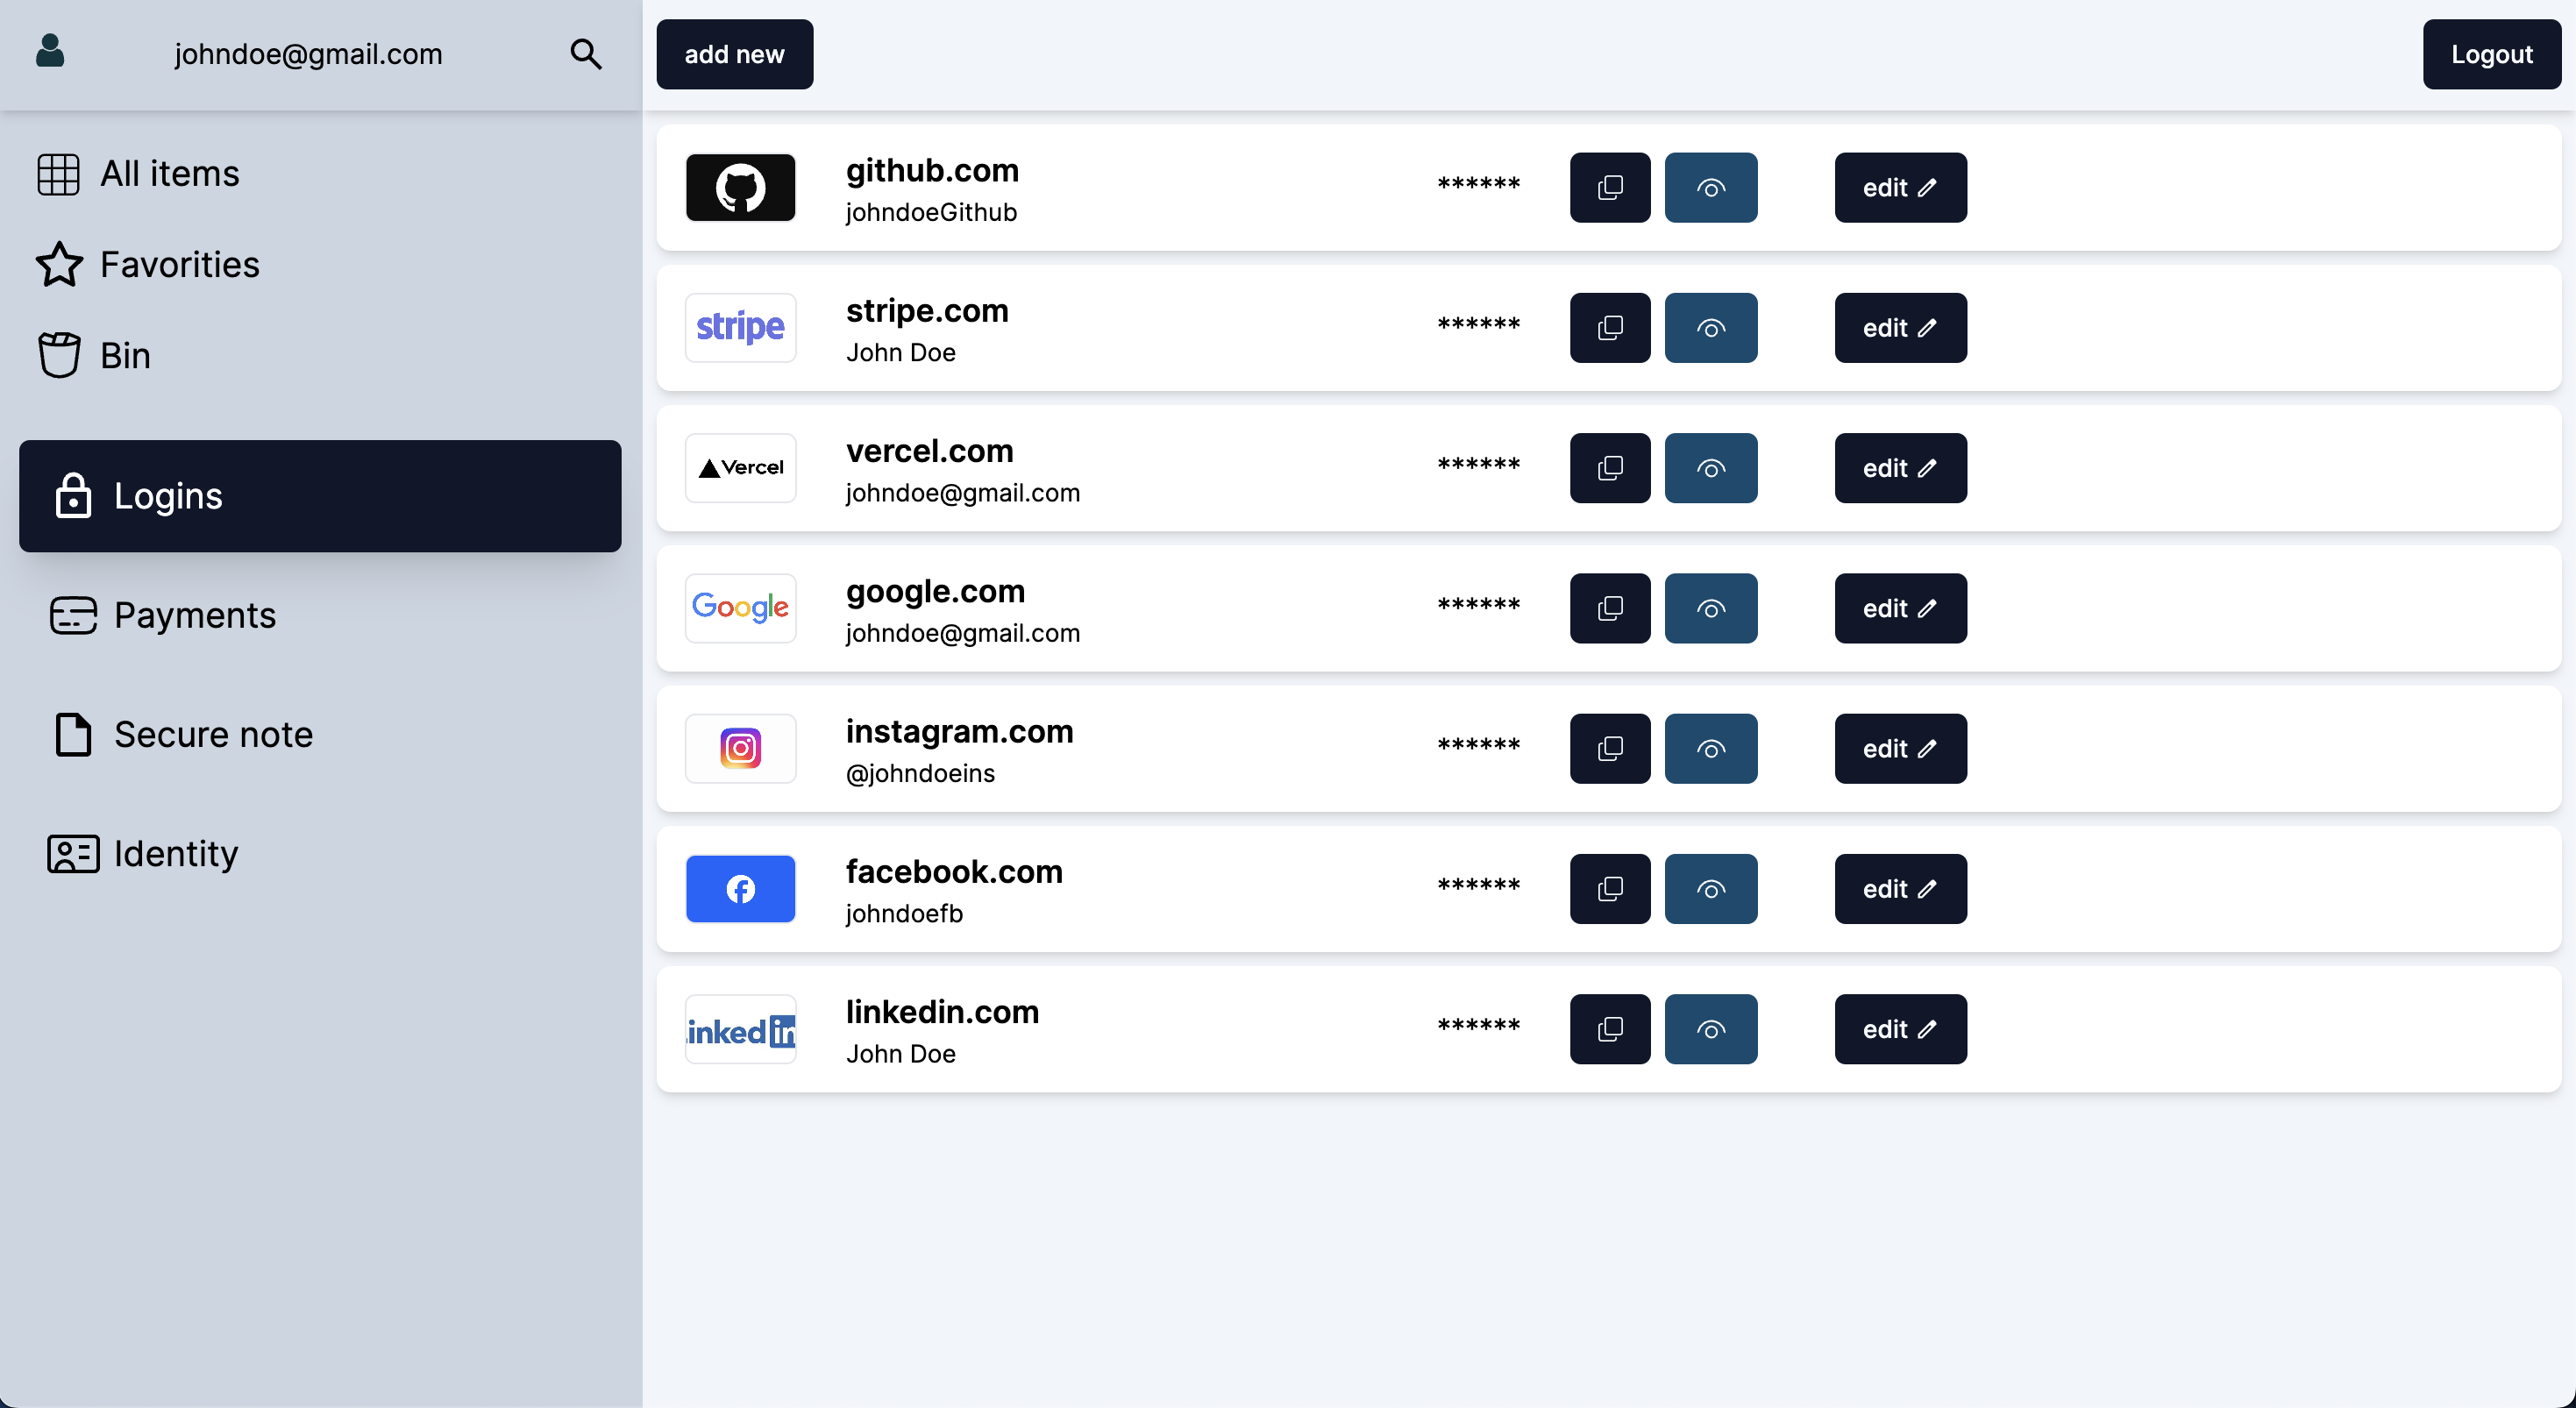 johndoe@gmail.com
add new
Logout
All items
Favorities
Bin
Logins
Payments
Secure note
Identity
github.com
johndoeGithub
******
edit
stripe
stripe.com
John Doe
******
edit
Vercel
vercel.com
johndoe@gmail.com
******
edit
Google
google.com
johndoe@gmail.com
******
edit
instagram.com
@johndoeins
******
edit
facebook.com
johndoefb
******
edit
inkedin
linkedin.com
John Doe
******
edit